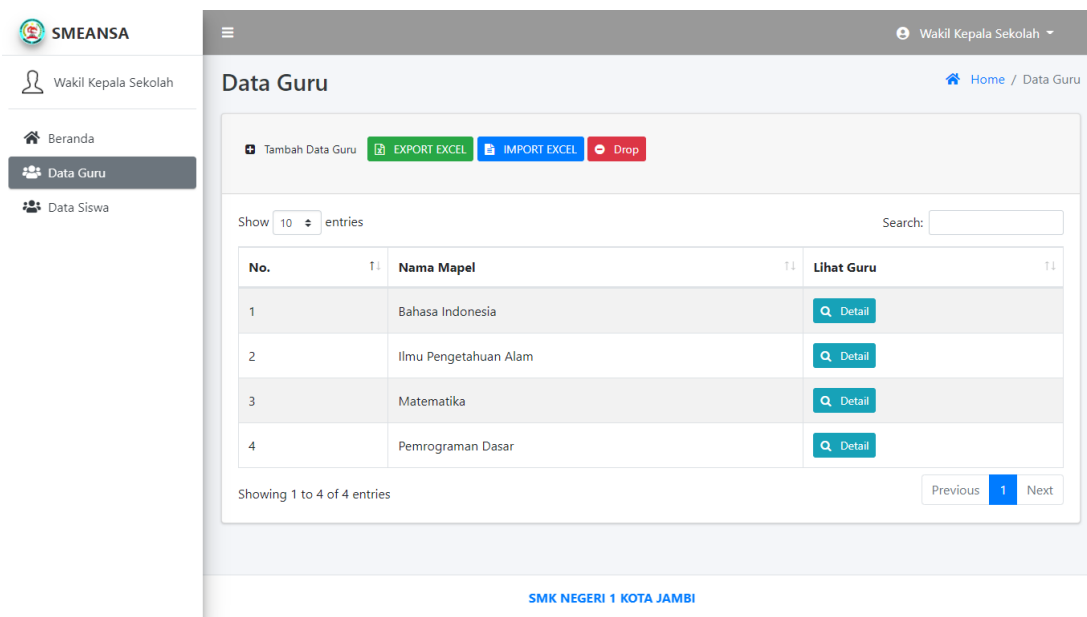 SMEANSA
Wakil Kepala Sekolah
Wakil Kepala Sekolah
Beranda
Data Guru
Data Siswa
Data Guru
Home / Data Guru
Tambah Data Guru EXPORT EXCEL IMPORT EXCEL Drop
Show 10 entries
Search:
No. Nama Mapel Lihat Guru
1 Bahasa Indonesia Detail
2 Ilmu Pengetahuan Alam Detail
3 Matematika Detail
4 Pemrograman Dasar Detail
Showing 1 to 4 of 4 entries
Previous 1 Next
SMK NEGERI 1 KOTA JAMBI